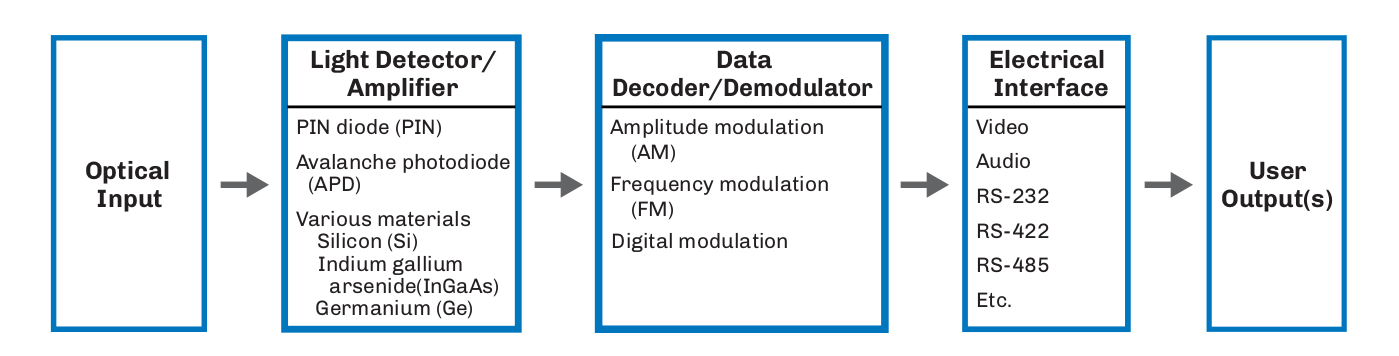 Optical
Input
Light Detector/
Amplifier
PIN diode (PIN)
Avalanche photodiode
(APD)
Various materials
Silicon (Si)
Indium gallium
arsenide(InGaAs)
Germanium (Ge)
Data
Decoder/Demodulator
Amplitude modulation
(AM)
Frequency modulation
(FM)
Digital modulation
Electrical
Interface
Video
Audio
RS-232
RS-422
RS-485
Etc.
User
Output(s)